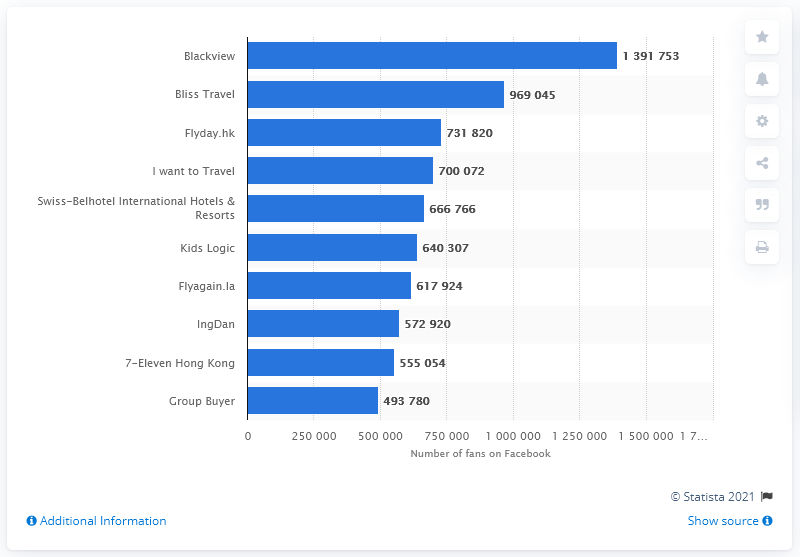 Blackview 1 391 753
Bliss Travel 969 045
Flyday.hk 731 820
I want to Travel 700 072
Swiss-Belhotel International Hotels &
Resorts 666 766
Kids Logic 640 307
Flyagain.la 617 924
IngDan 572 920
7-Eleven Hong Kong 555 054
Group Buyer 493 780
0 250 000 500 000 750 000 1 000 000 1 250 000 1 500 000 1 7...
Number of fans on Facebook
© Statista 2021
Additional Information Show source